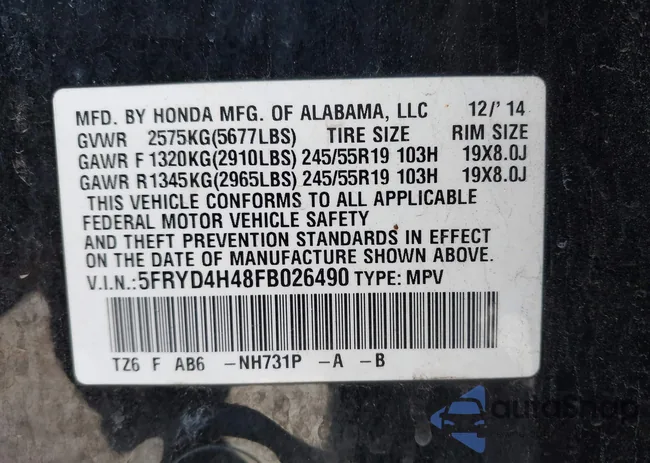 MFD. BY HONDA MFG. OF ALABAMA, LLC 12/'14
GVWR 2575KG(5677LBS) TIRE SIZE RIM SIZE
GAWR F 1320KG(2910LBS) 245/55R19 103H 19X8.0J
GAWR R1345KG(2965LBS) 245/55R19 103H 19X8.0J
THIS VEHICLE CONFORMS TO ALL APPLICABLE
FEDERAL MOTOR VEHICLE SAFETY
AND THEFT PREVENTION STANDARDS IN EFFECT
ON THE DATE OF MANUFACTURE SHOWN ABOVE.
V.I.N.:5FRYD4H48FB026490 TYPE: MPV
TZ6 F AB6 -NH731P -A -B
autoShop